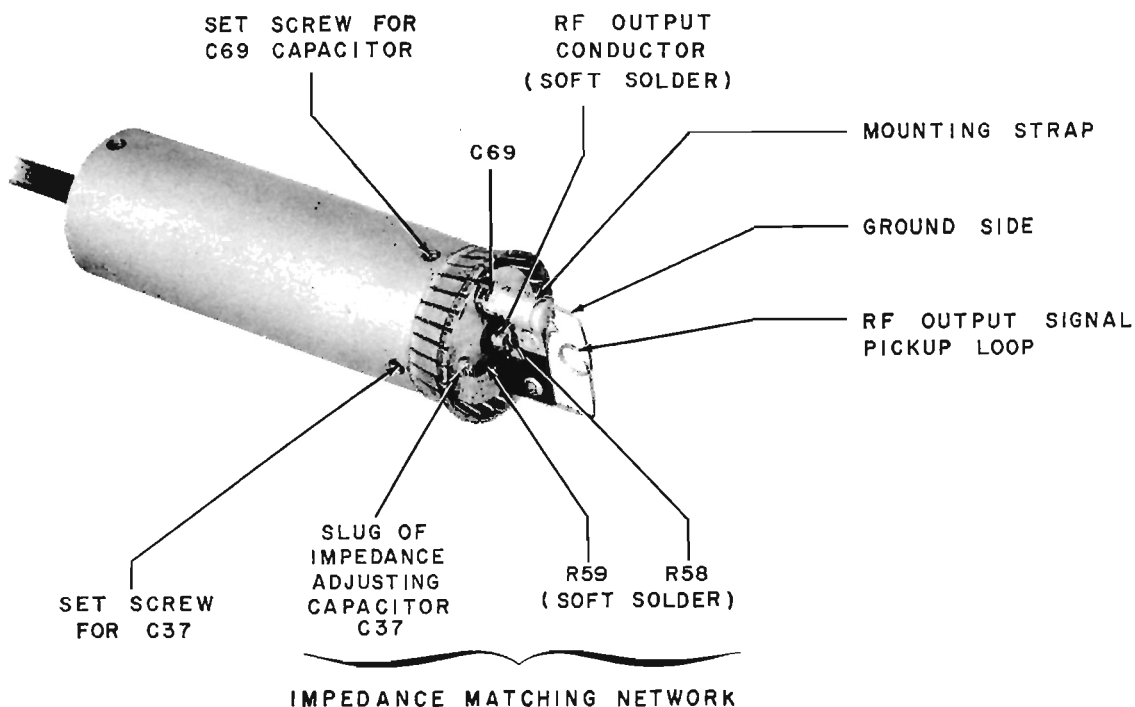 SET SCREW FOR
C69 CAPACITOR
RF OUTPUT
CONDUCTOR
(SOFT SOLDER)
C69
MOUNTING STRAP
GROUND SIDE
RF OUTPUT SIGNAL
PICKUP LOOP
SLUG OF
IMPEDANCE
ADJUSTING
CAPACITOR
C37
R59
(SOFT SOLDER)
R58
SET SCREW
FOR C37
IMPEDANCE MATCHING NETWORK